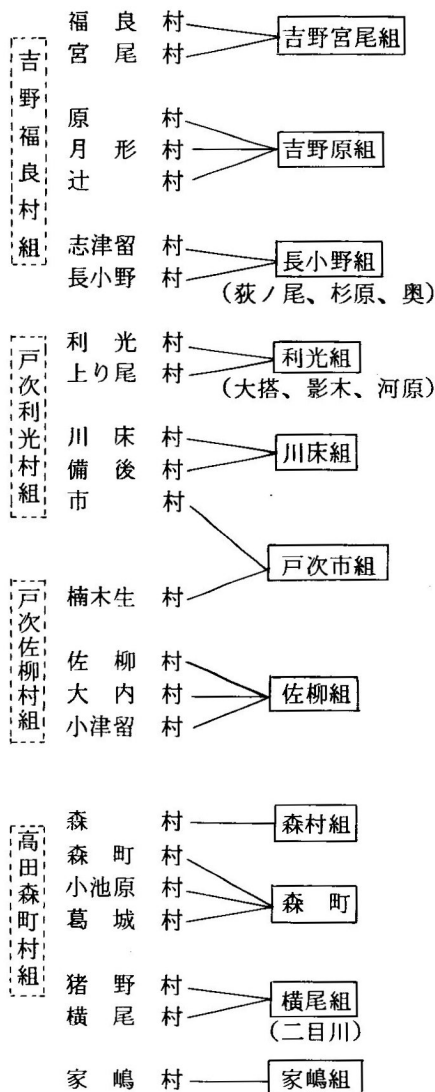 吉野福良村組
福良村
宮尾村
吉野宮尾組
原村
月形村
辻村
吉野原組
志津留村
長小野村
長小野組
(荻ノ尾、杉原、奥)
戸次利光村組
利光村
上り尾村
利光組
(大搭、影木、河原)
川床村
備後村
川床組
市村
戸次市組
戸次佐柳村組
楠木生村
佐柳村
大内村
小津留村
佐柳組
高田森町村組
森村
森村組
森町村
小池原村
葛城村
森町
猪野村
横尾村
横尾組
(二目川)
家嶋村
家嶋組